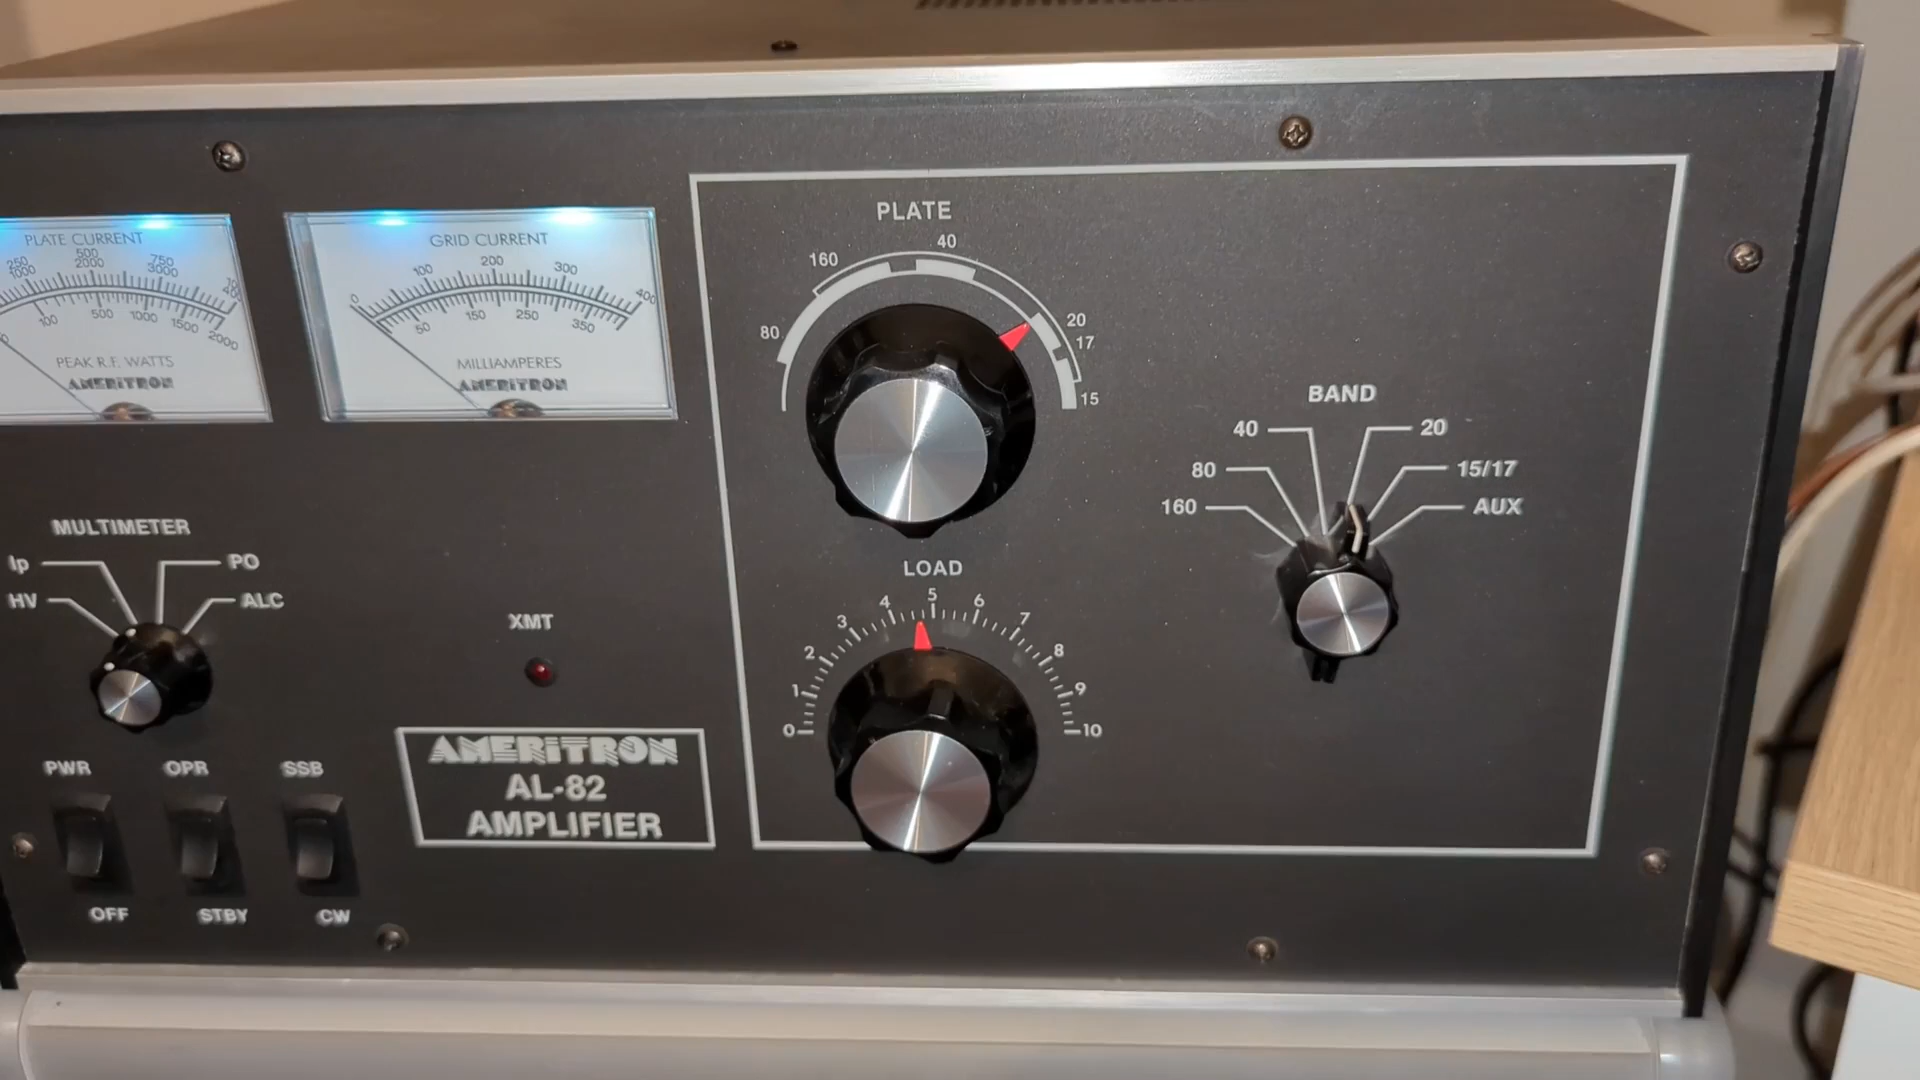 PLATE CURRENT
250 500 750
1000 2000 3000
100 500 1000 1500 2000
PEAK R.F. WATTS
AMERITRON
GRID CURRENT
0 100 200 300 400
50 150 250 350
MILLIAMPERES
AMERITRON
PLATE
80 160 40 20 17 15
BAND
160 80 40 20 15/17 AUX
MULTIMETER
HV Ip PO ALC
XMT
LOAD
0 1 2 3 4 5 6 7 8 9 10
PWR OPR SSB
OFF STBY CW
AMERITRON
AL-82
AMPLIFIER